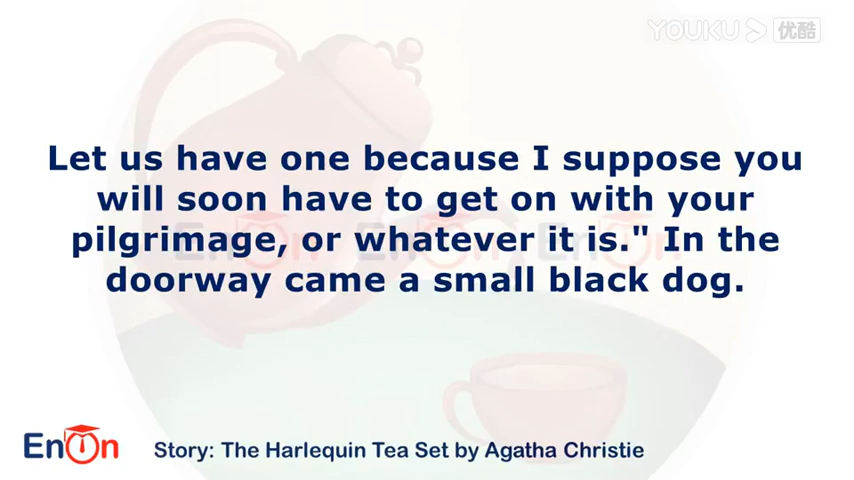 YOUKU 优酷
Let us have one because I suppose you
will soon have to get on with your
pilgrimage, or whatever it is." In the
doorway came a small black dog.
EnOn
Story: The Harlequin Tea Set by Agatha Christie